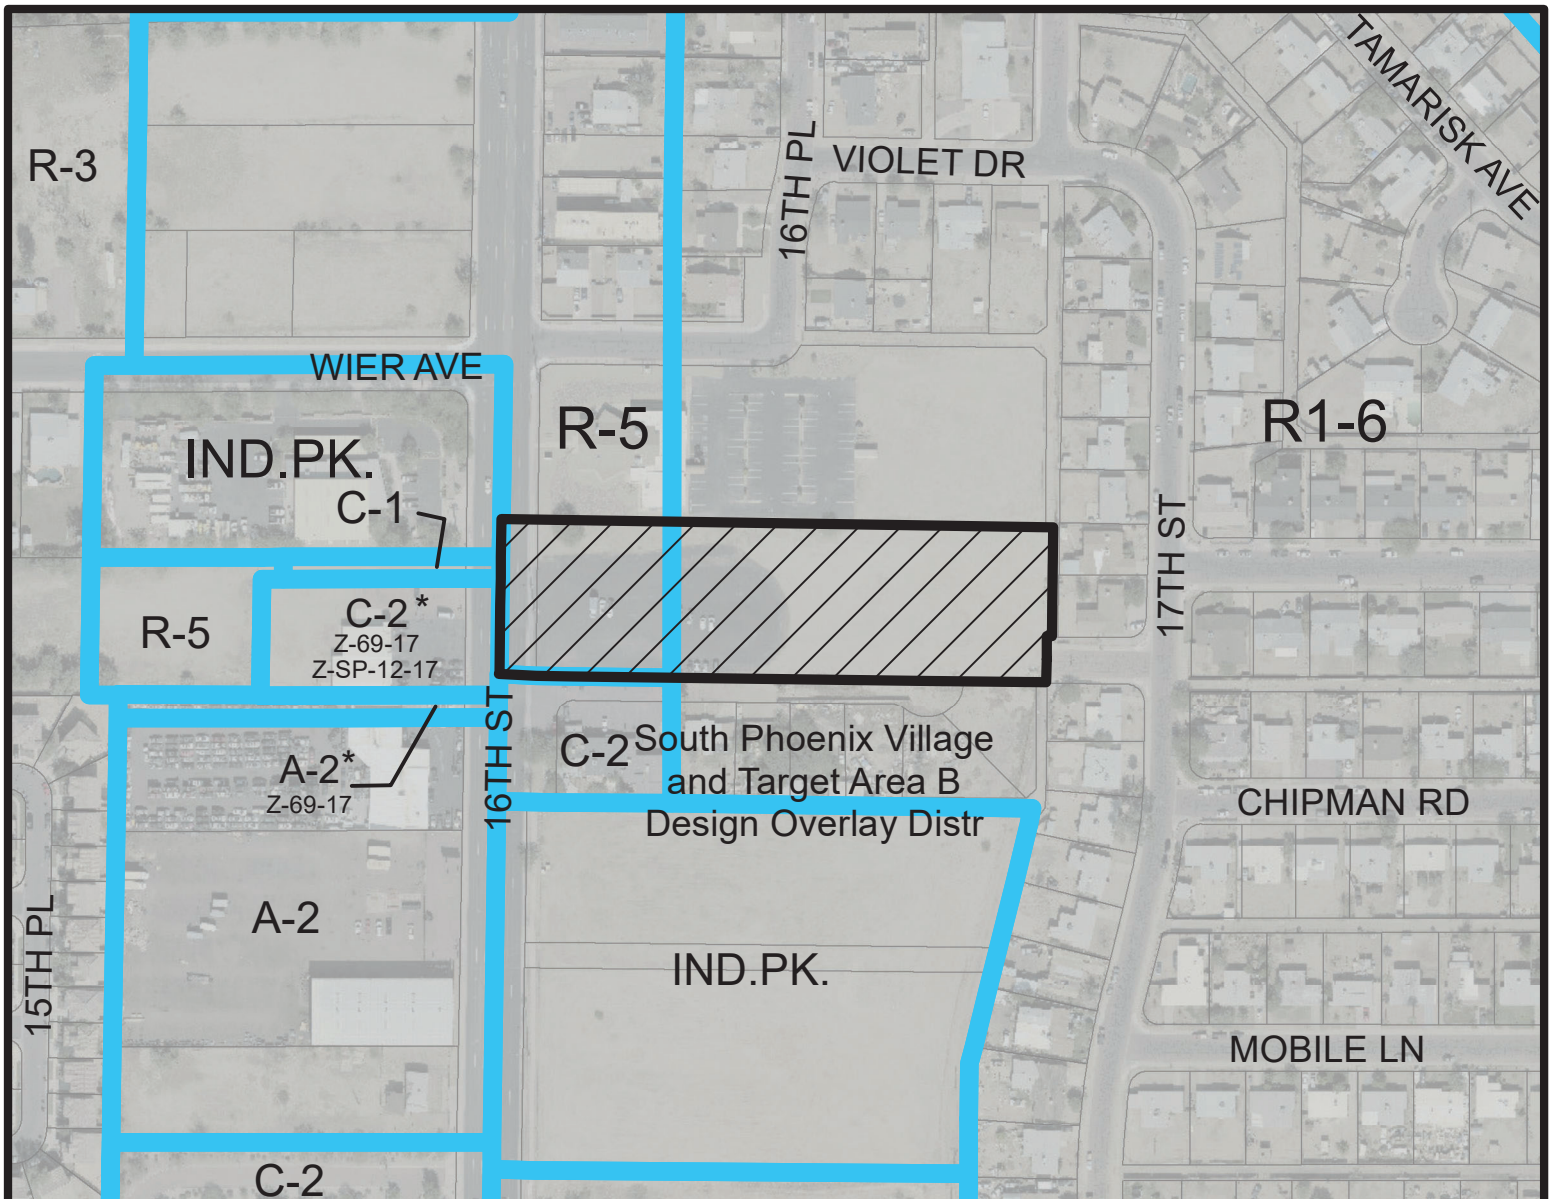 TAMARISK AVE
R-3
16TH PL
VIOLET DR
WIER AVE
R-5
R1-6
IND.PK.
C-1
17TH ST
R-5
C-2*
Z-69-17
Z-SP-12-17
16TH ST
C-2
South Phoenix Village
and Target Area B
Design Overlay Distr
A-2*
Z-69-17
CHIPMAN RD
15TH PL
A-2
IND.PK.
MOBILE LN
C-2